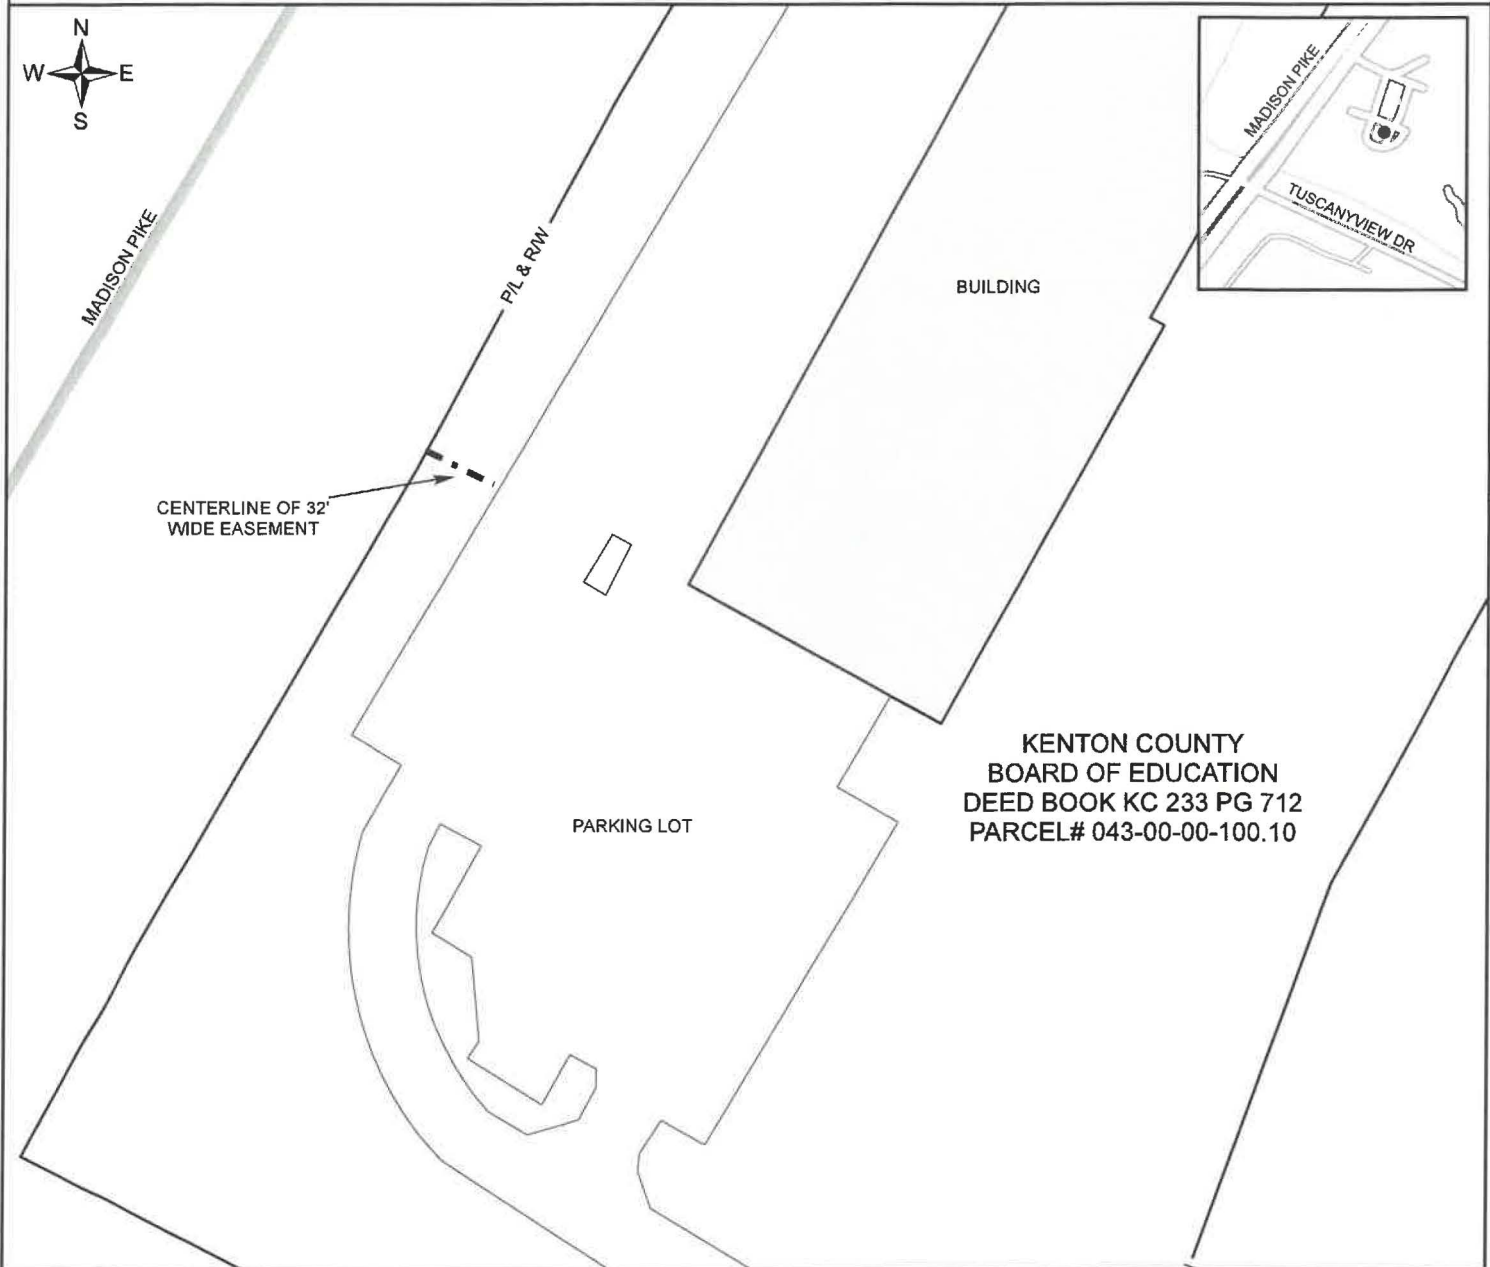 N
W E
S
MADISON PIKE
P/L & R/W
BUILDING
MADISON PIKE
TUSCANYVIEW DR
CENTERLINE OF 32'
WIDE EASEMENT
PARKING LOT
KENTON COUNTY
BOARD OF EDUCATION
DEED BOOK KC 233 PG 712
PARCEL# 043-00-00-100.10